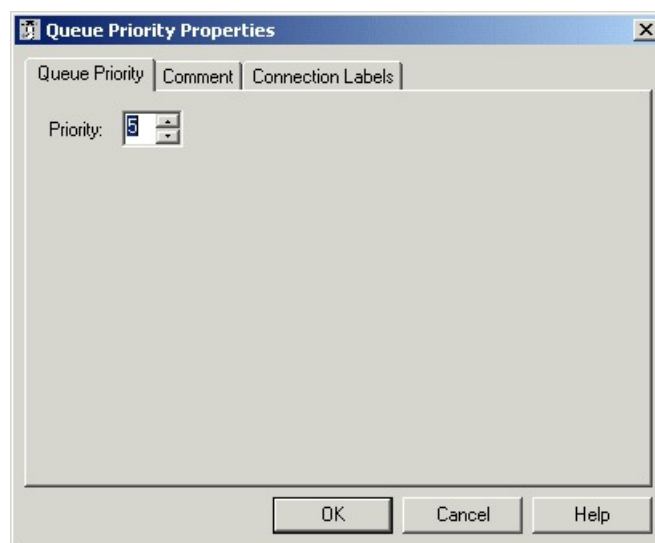 Queue Priority Properties
Queue Priority Comment Connection Labels
Priority: 5
OK Cancel Help